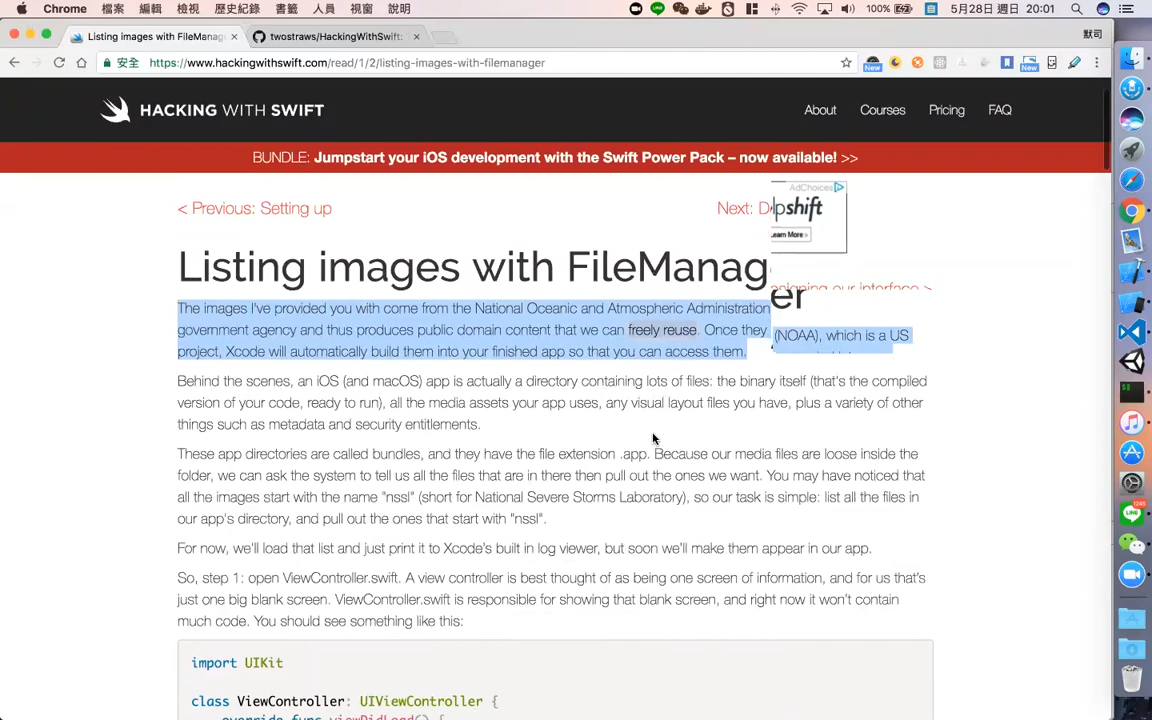 Chrome 檔案 編輯 顯示 歷史紀錄 書籤 人員 視窗 說明 100% 5月28日 週日 20:01
Listing images with FileManag × twostraws/HackingWithSwift: × 默司
安全 https://www.hackingwithswift.com/read/1/2/listing-images-with-filemanager New New
HACKING WITH SWIFT About Courses Pricing FAQ
BUNDLE: Jumpstart your iOS development with the Swift Power Pack – now available! >>
AdChoices
< Previous: Setting up Next: D pshift
earn More >
Listing images with FileManag
er
The images I've provided you with come from the National Oceanic and Atmospheric Administration
government agency and thus produces public domain content that we can freely reuse. Once they (NOAA), which is a US
project, Xcode will automatically build them into your finished app so that you can access them.
Behind the scenes, an iOS (and macOS) app is actually a directory containing lots of files: the binary itself (that's the compiled
version of your code, ready to run), all the media assets your app uses, any visual layout files you have, plus a variety of other
things such as metadata and security entitlements.
These app directories are called bundles, and they have the file extension .app. Because our media files are loose inside the
folder, we can ask the system to tell us all the files that are in there then pull out the ones we want. You may have noticed that
all the images start with the name "nssl" (short for National Severe Storms Laboratory), so our task is simple: list all the files in
our app's directory, and pull out the ones that start with "nssl".
For now, we'll load that list and just print it to Xcode's built in log viewer, but soon we'll make them appear in our app.
So, step 1: open ViewController.swift. A view controller is best thought of as being one screen of information, and for us that's
just one big blank screen. ViewController.swift is responsible for showing that blank screen, and right now it won't contain
much code. You should see something like this:
import UIKit
class ViewController: UIViewController {
override func viewDidLoad() {